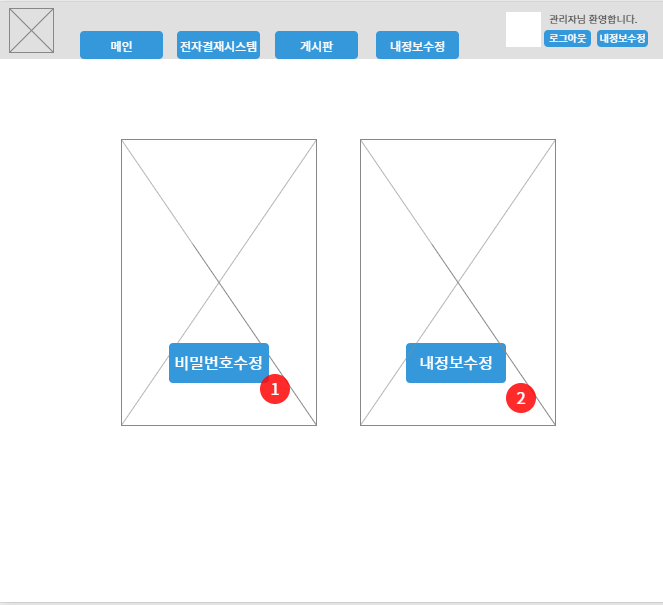 관리자님 환영합니다.
메인 전자결재시스템 게시판 내정보수정 로그아웃 내정보수정
비밀번호수정 내정보수정
1 2